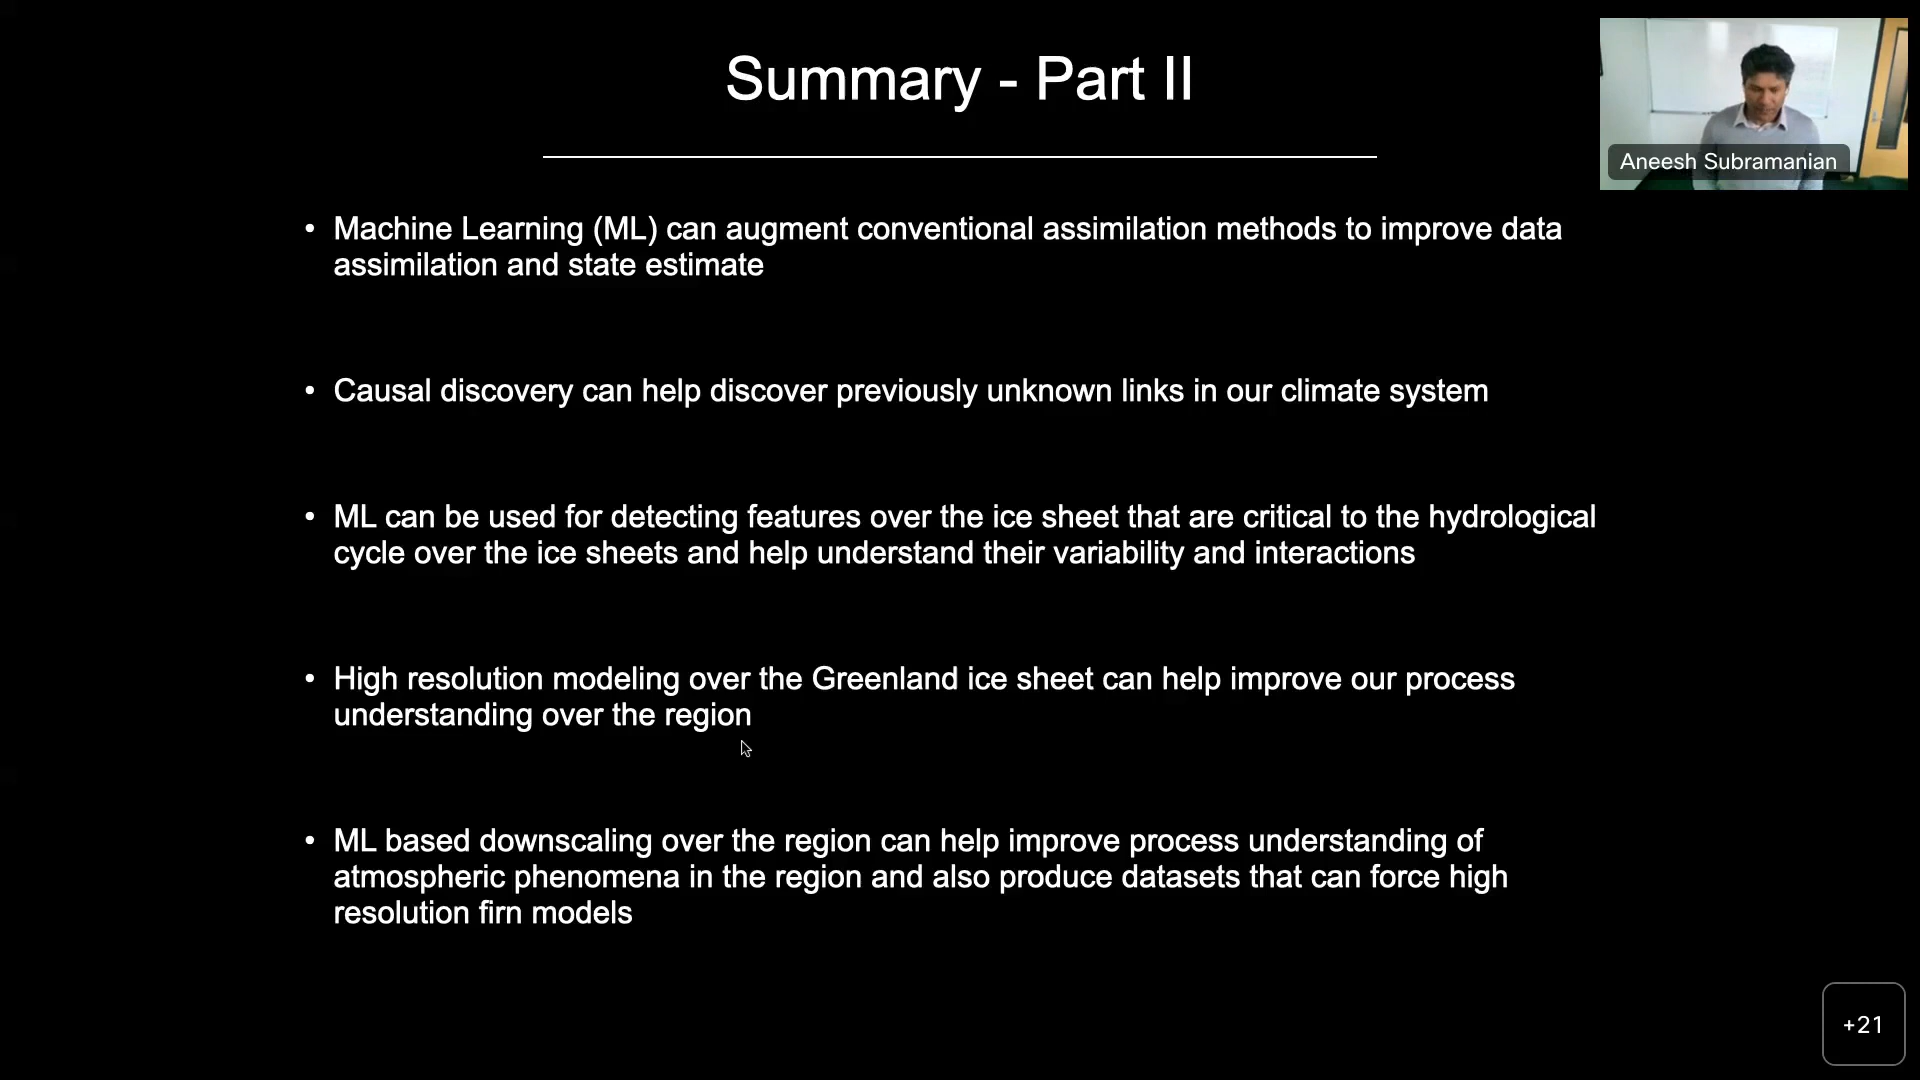 Summary - Part II
Aneesh Subramanian
• Machine Learning (ML) can augment conventional assimilation methods to improve data
assimilation and state estimate
• Causal discovery can help discover previously unknown links in our climate system
• ML can be used for detecting features over the ice sheet that are critical to the hydrological
cycle over the ice sheets and help understand their variability and interactions
• High resolution modeling over the Greenland ice sheet can help improve our process
understanding over the region
• ML based downscaling over the region can help improve process understanding of
atmospheric phenomena in the region and also produce datasets that can force high
resolution firn models
+21